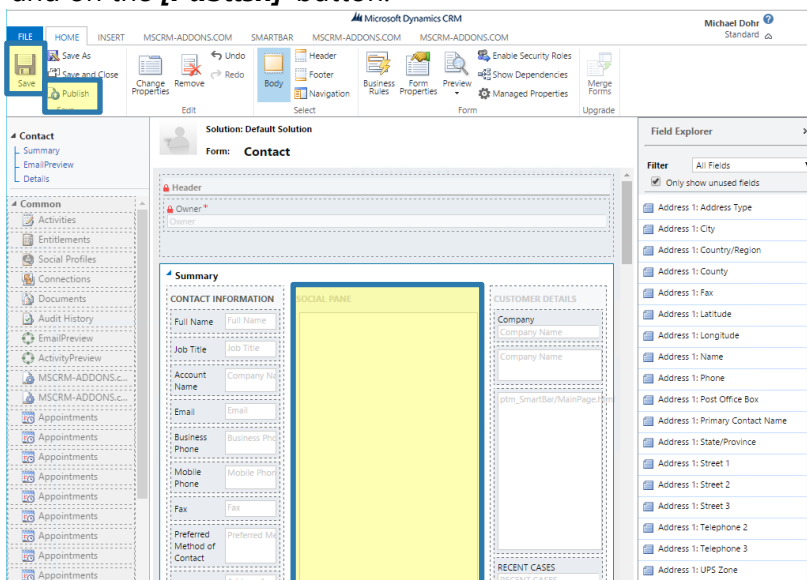 and on the [Publish]-button.
Microsoft Dynamics CRM
Michael Dohr
Standard
FILE HOME INSERT MSCRM-ADDONS.COM SMARTBAR MSCRM-ADDONS.COM MSCRM-ADDONS.COM
Save
Save As
Save and Close
Publish
Save
Change Properties
Remove
Undo
Redo
Edit
Body
Header
Footer
Navigation
Select
Business Rules
Form Properties
Preview
Enable Security Roles
Show Dependencies
Managed Properties
Form
Merge Forms
Upgrade
Contact
Summary
EmailPreview
Details
Common
Activities
Entitlements
Social Profiles
Connections
Documents
Audit History
EmailPreview
ActivityPreview
MSCRM-ADDONS.c...
MSCRM-ADDONS.c...
Appointments
Appointments
Appointments
Appointments
Appointments
Appointments
Appointments
Appointments
Appointments
Solution: Default Solution
Form: Contact
Header
Owner*
Owner
Summary
CONTACT INFORMATION
Full Name Full Name
Job Title Job Title
Account Name Company Na
Email Email
Business Phone Business Pho
Mobile Phone Mobile Phon
Fax Fax
Preferred Method of Contact Preferred Me
SOCIAL PANE
CUSTOMER DETAILS
Company
Company Name
Company Name
ptm_SmartBar/MainPage.html
RECENT CASES
RECENT CASES
Field Explorer
Filter All Fields
Only show unused fields
Address 1: Address Type
Address 1: City
Address 1: Country/Region
Address 1: County
Address 1: Fax
Address 1: Latitude
Address 1: Longitude
Address 1: Name
Address 1: Phone
Address 1: Post Office Box
Address 1: Primary Contact Name
Address 1: State/Province
Address 1: Street 1
Address 1: Street 2
Address 1: Street 3
Address 1: Telephone 2
Address 1: Telephone 3
Address 1: UPS Zone